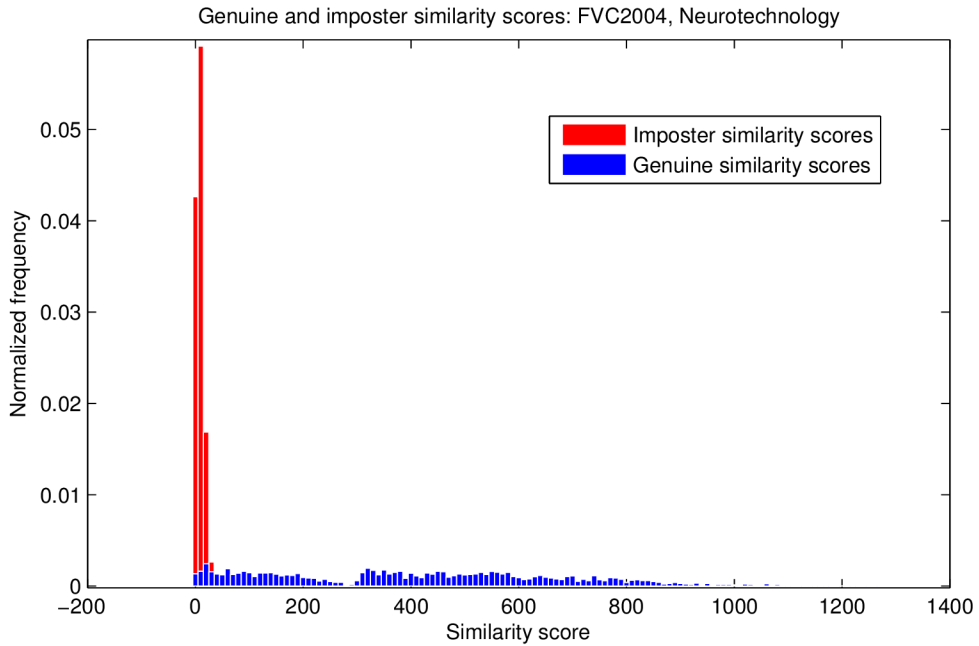 Genuine and imposter similarity scores: FVC2004, Neurotechnology
Imposter similarity scores
Genuine similarity scores
Normalized frequency
0.05
0.04
0.03
0.02
0.01
0
−200 0 200 400 600 800 1000 1200 1400
Similarity score